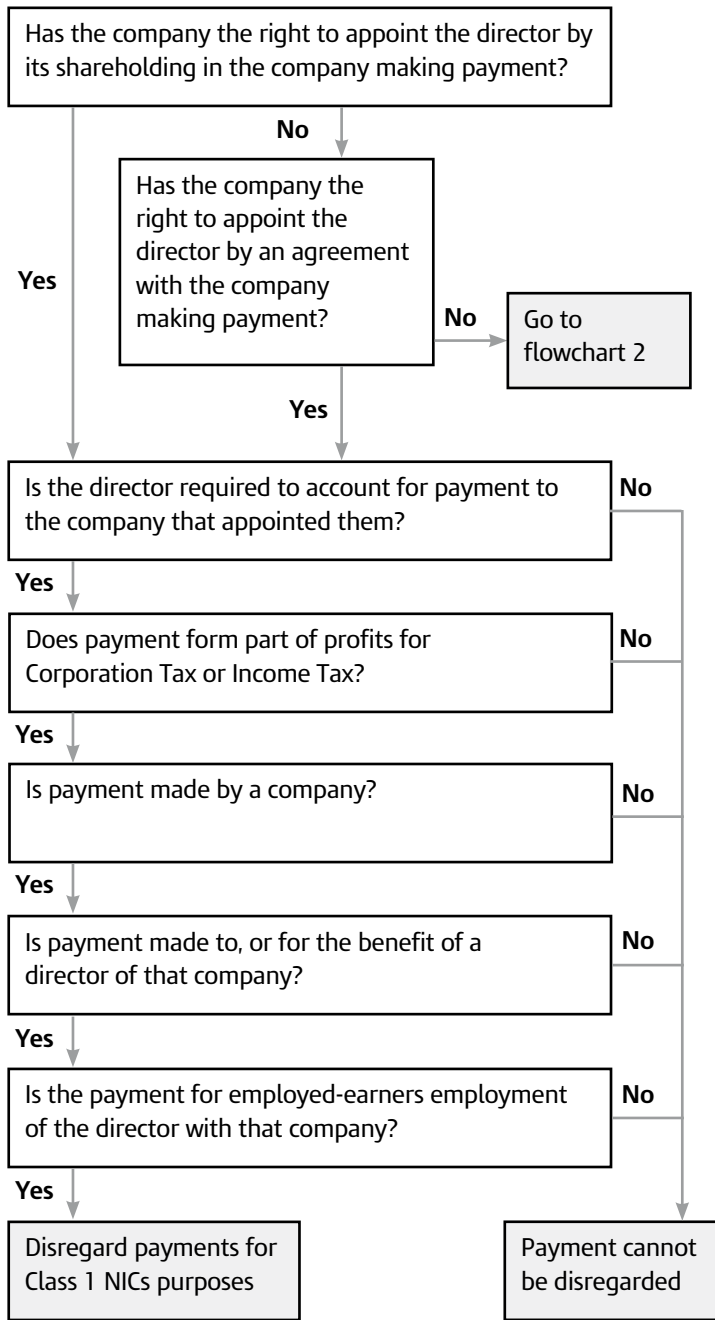 Has the company the right to appoint the director by
its shareholding in the company making payment?
No
Has the company the
right to appoint the
director by an agreement
with the company
making payment?
Yes
No
Go to
flowchart 2
Yes
Is the director required to account for payment to
the company that appointed them?
No
Yes
Does payment form part of profits for
Corporation Tax or Income Tax?
No
Yes
Is payment made by a company?
No
Yes
Is payment made to, or for the benefit of a
director of that company?
No
Yes
Is the payment for employed-earners employment
of the director with that company?
No
Yes
Disregard payments for
Class 1 NICs purposes
Payment cannot
be disregarded